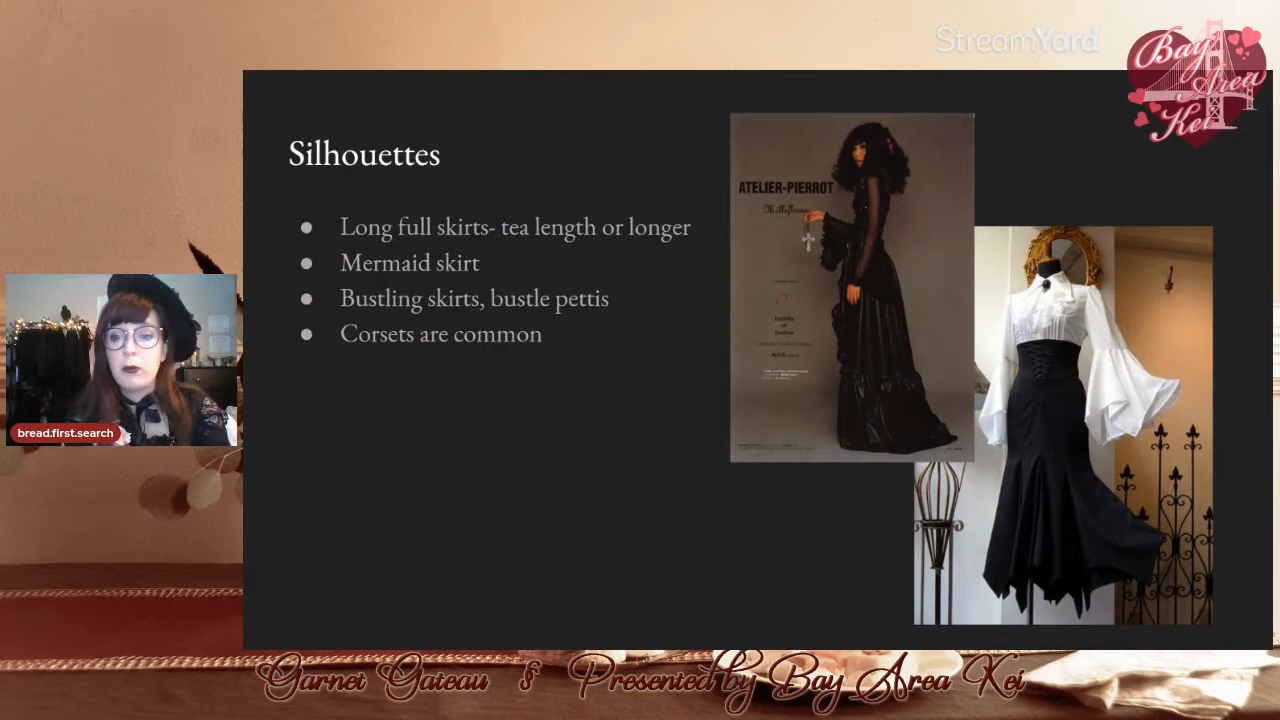 StreamYard
Bay
Area
Kei
Silhouettes
Long full skirts- tea length or longer
Mermaid skirt
Bustling skirts, bustle pettis
Corsets are common
ATELIER-PIERROT
bread.first.search
Garnet Gateau § Presented by Bay Area Kei